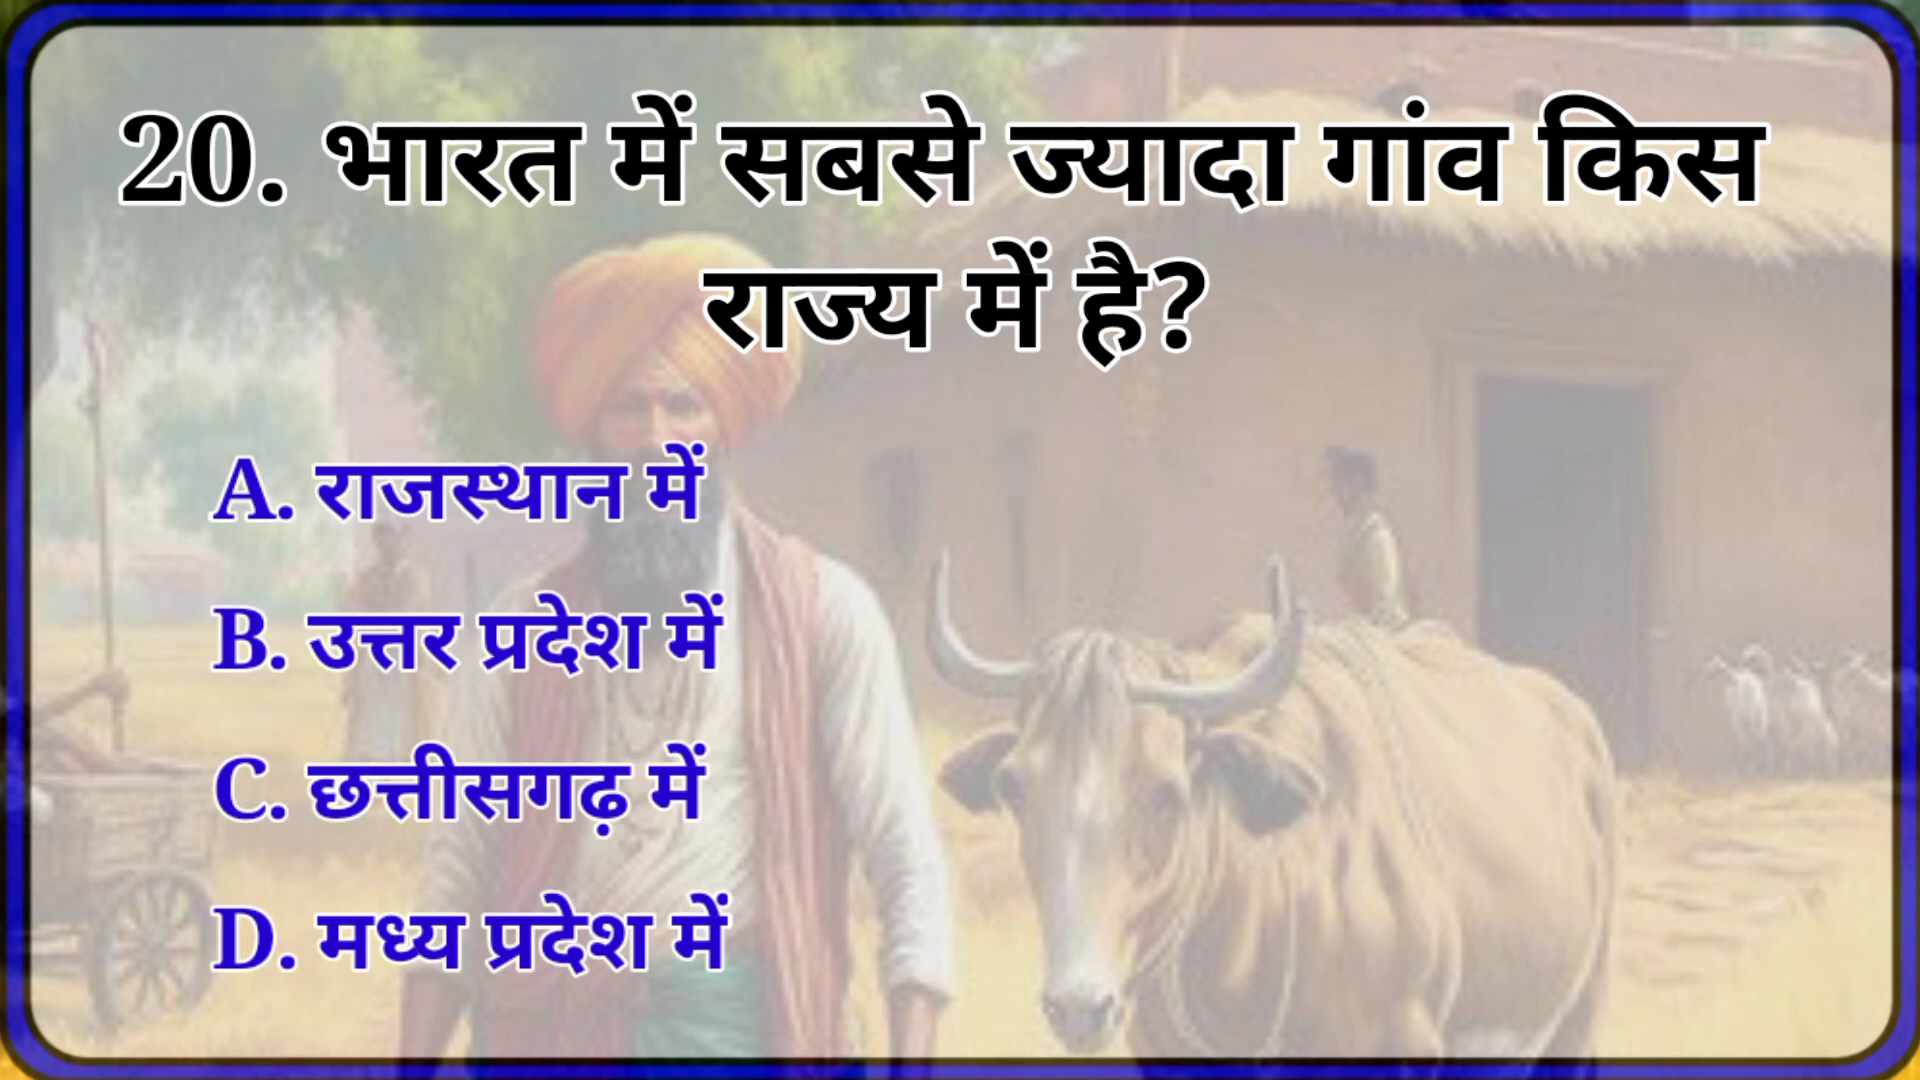 20. भारत में सबसे ज्यादा गांव किस
राज्य में है?
A. राजस्थान में
B. उत्तर प्रदेश में
C. छत्तीसगढ़ में
D. मध्य प्रदेश में